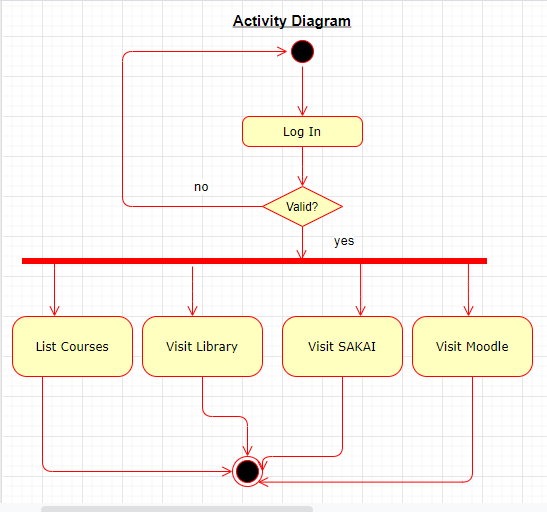 Activity Diagram
Log In
no
Valid?
yes
List Courses
Visit Library
Visit SAKAI
Visit Moodle